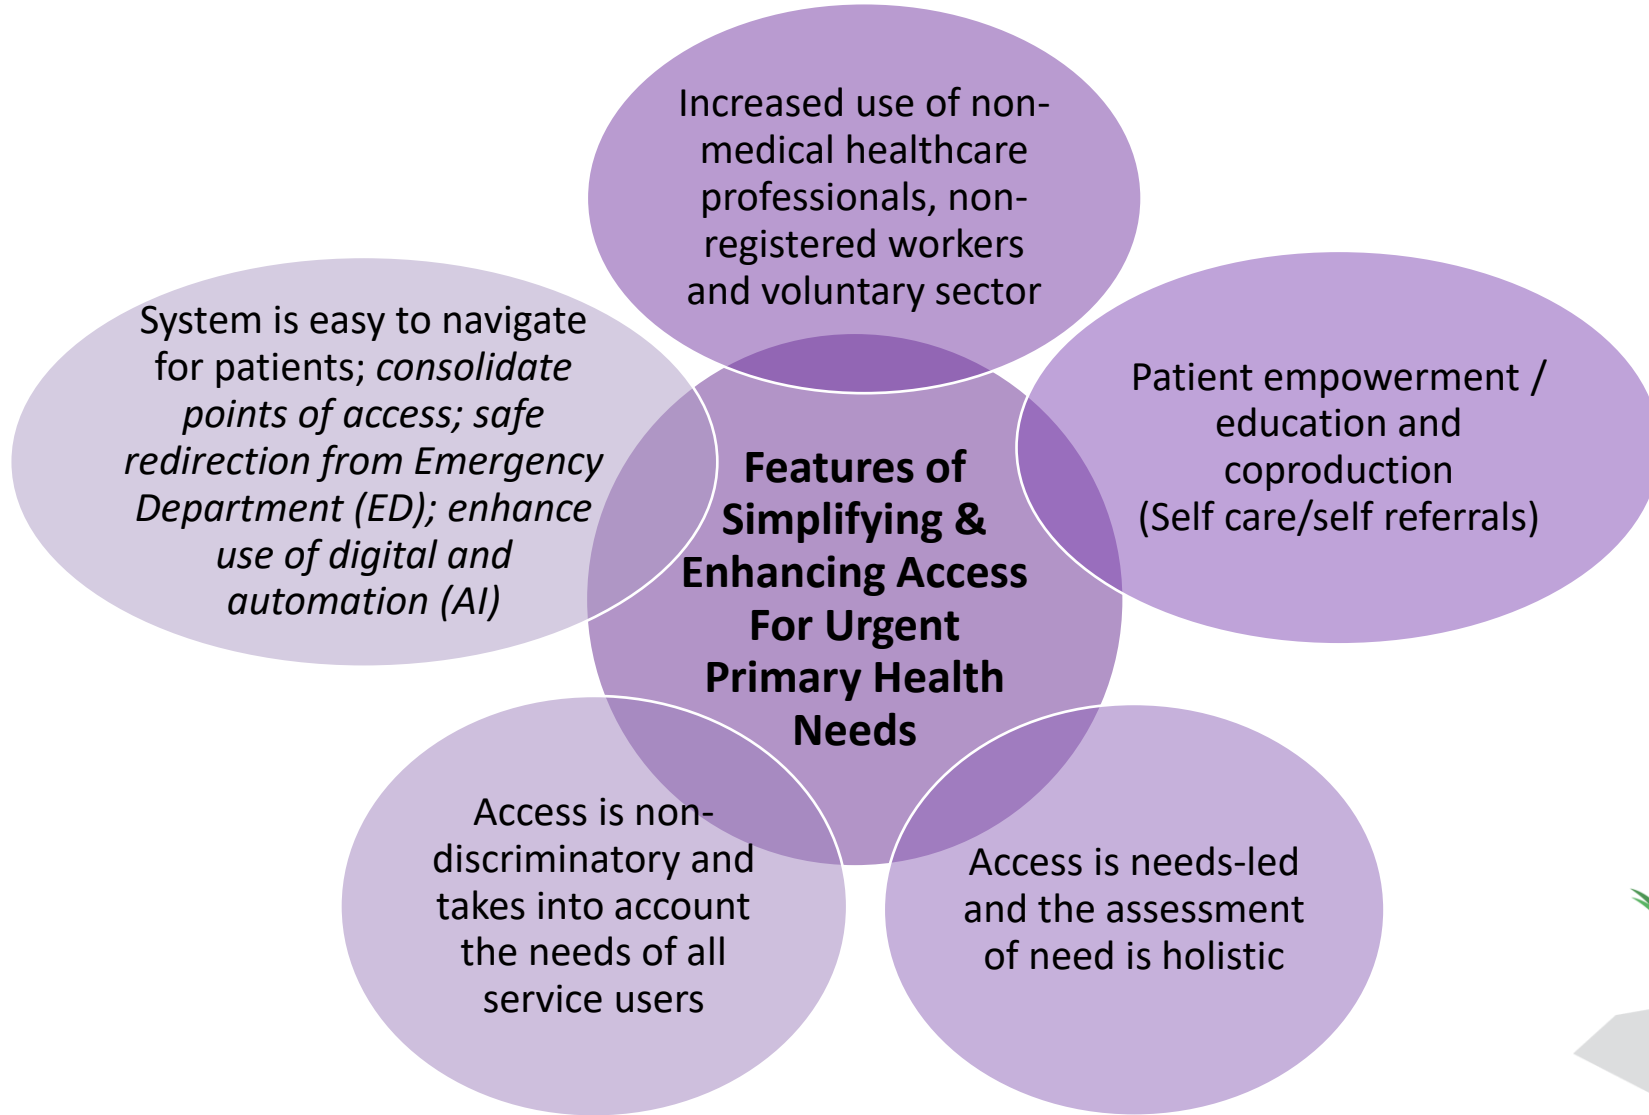 Increased use of non-
medical healthcare
professionals, non-
registered workers
and voluntary sector
System is easy to navigate
for patients; consolidate
points of access; safe
redirection from Emergency
Department (ED); enhance
use of digital and
automation (AI)
Patient empowerment /
education and
coproduction
(Self care/self referrals)
Features of
Simplifying &
Enhancing Access
For Urgent
Primary Health
Needs
Access is non-
discriminatory and
takes into account
the needs of all
service users
Access is needs-led
and the assessment
of need is holistic